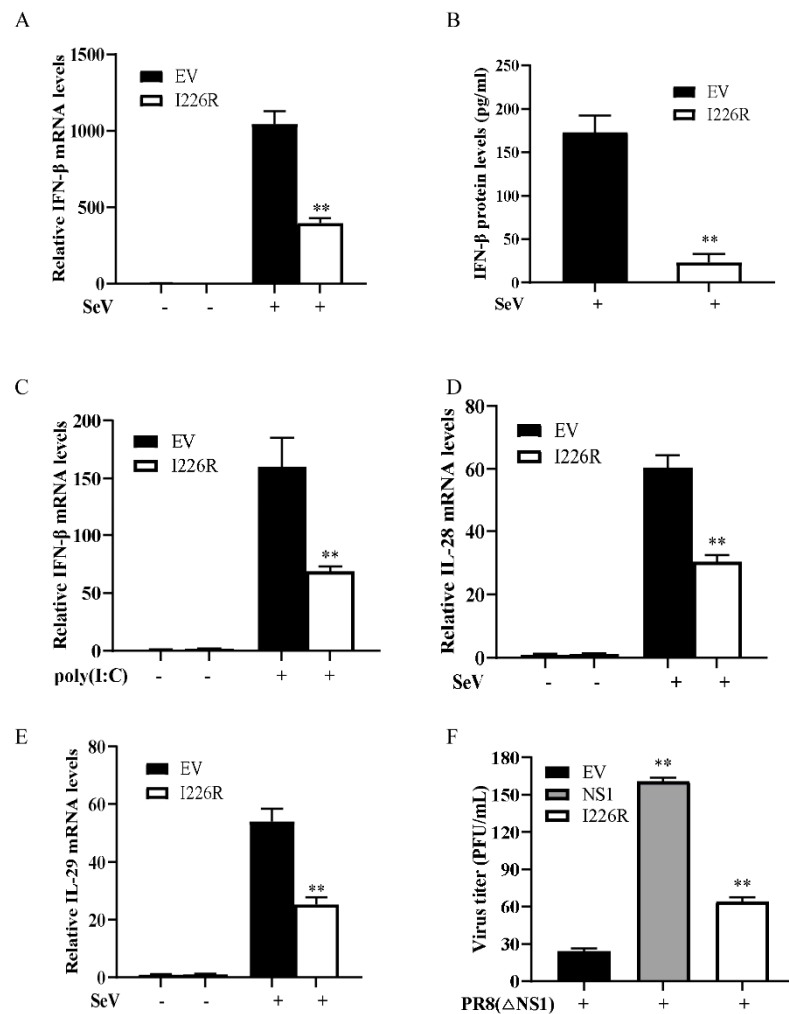 A
Relative IFN-β mRNA levels
1500
1000
500
0
EV
I226R
**
SeV - - + +
B
IFN-β protein levels (pg/ml)
250
200
150
100
50
0
EV
I226R
**
SeV + +
C
Relative IFN-β mRNA levels
200
150
100
50
0
EV
I226R
**
poly(I:C) - - + +
D
Relative IL-28 mRNA levels
80
60
40
20
0
EV
I226R
**
SeV - - + +
E
Relative IL-29 mRNA levels
80
60
40
20
0
EV
I226R
**
SeV - - + +
F
Virus titer (PFU/mL)
180
150
120
90
60
30
0
EV
NS1
I226R
**
**
PR8(△NS1) + + +